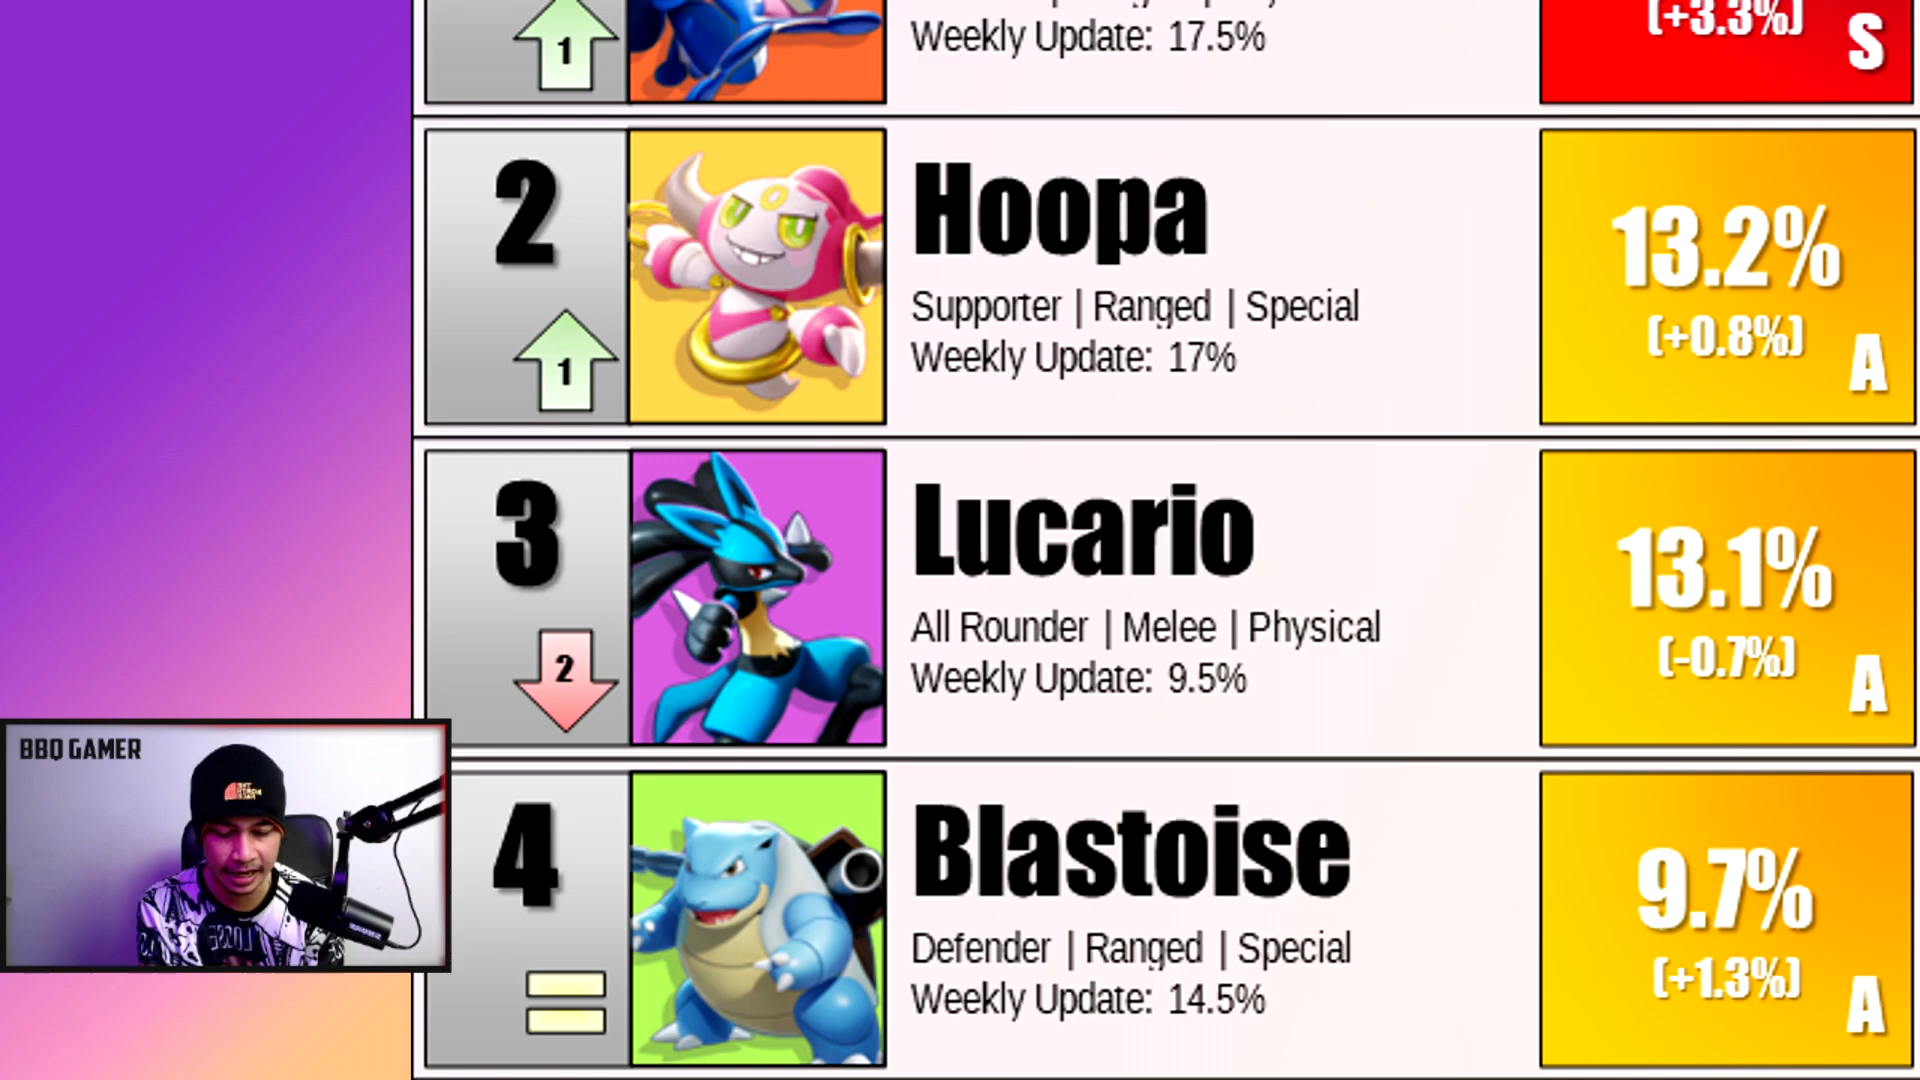 1
Weekly Update: 17.5%
(+3.3%)
S
2
1
Hoopa
Supporter | Ranged | Special
Weekly Update: 17%
13.2%
(+0.8%)
A
3
2
Lucario
All Rounder | Melee | Physical
Weekly Update: 9.5%
13.1%
(-0.7%)
A
BBQ GAMER
4
Blastoise
Defender | Ranged | Special
Weekly Update: 14.5%
9.7%
(+1.3%)
A